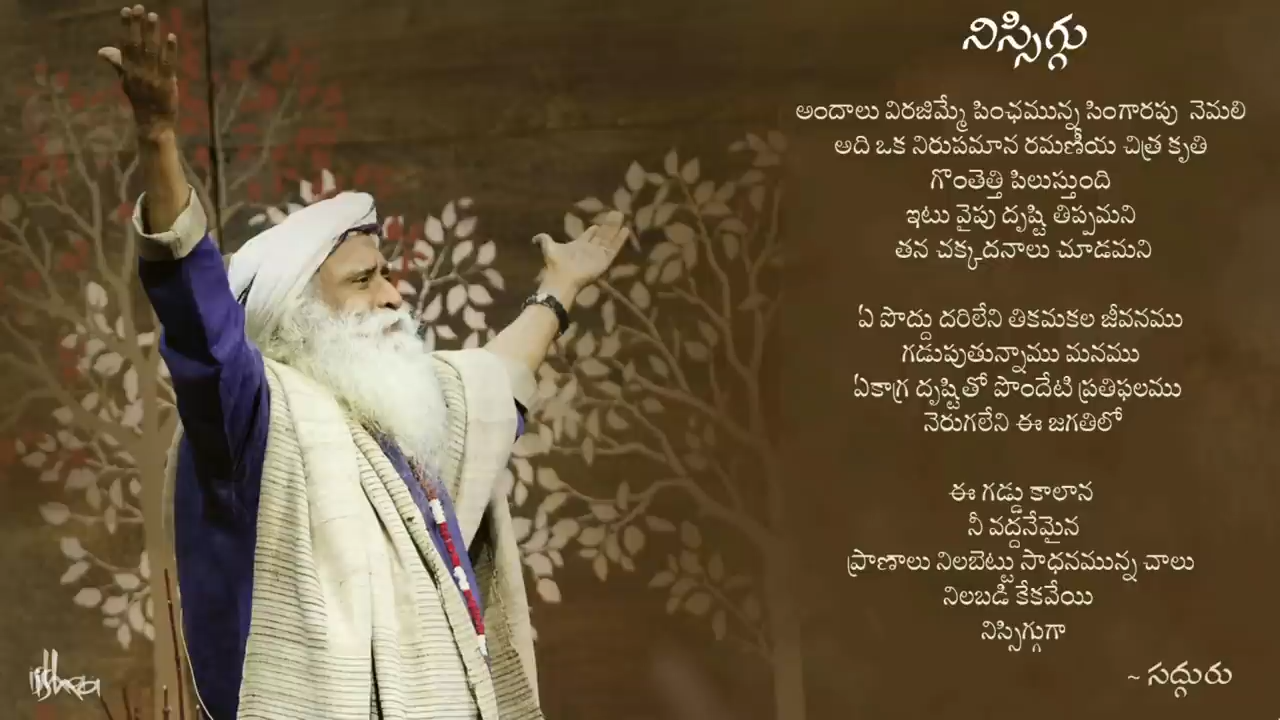 నిస్సిగ్గు
అందాలు విరజిమ్మే పింఛమున్న సింగారపు నెమలి
అది ఒక నిరుపమాన రమణీయ చిత్ర కృతి
గొంతెత్తి పిలుస్తుంది
ఇటు వైపు దృష్టి తిప్పమని
తన చక్కదనాలు చూడమని
ఏ పొద్దు దరిలేని తికమకల జీవనము
గడుపుతున్నాము మనము
ఏకాగ్ర దృష్టితో పొందేటి ప్రతిఫలము
నెరుగలేని ఈ జగతిలో
ఈ గడ్డు కాలాన
నీ వద్దనేమైన
ప్రాణాలు నిలబెట్టు సాధనమున్న చాలు
నిలబడి కేకవేయి
నిస్సిగ్గుగా
~ సద్గురు
isha